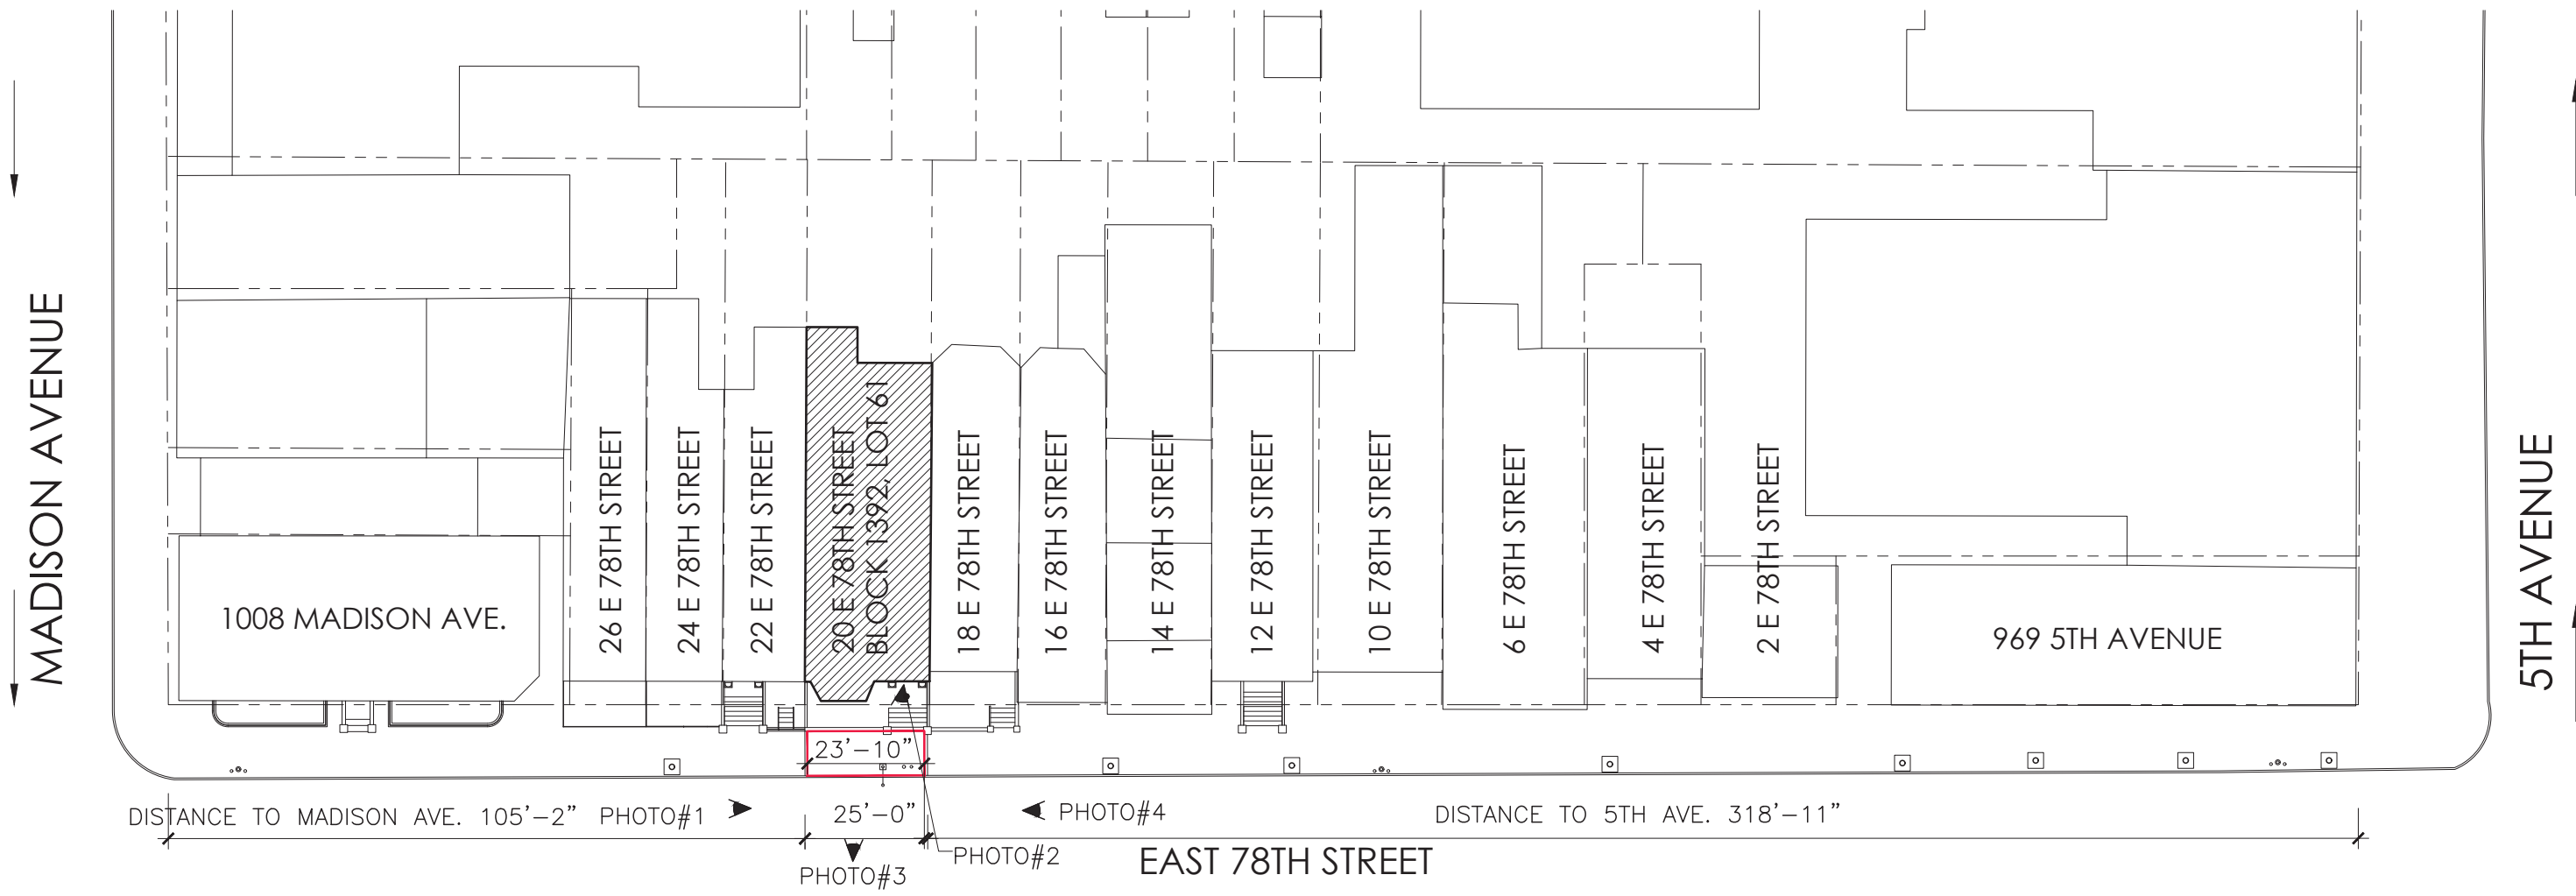 MADISON AVENUE
1008 MADISON AVE.
26 E 78TH STREET
24 E 78TH STREET
22 E 78TH STREET
20 E 78TH STREET
BLOCK 1392, LOT 61
18 E 78TH STREET
16 E 78TH STREET
14 E 78TH STREET
12 E 78TH STREET
10 E 78TH STREET
6 E 78TH STREET
4 E 78TH STREET
2 E 78TH STREET
969 5TH AVENUE
5TH AVENUE
23'-10"
DISTANCE TO MADISON AVE. 105'-2"
PHOTO#1
25'-0"
PHOTO#4
DISTANCE TO 5TH AVE. 318'-11"
PHOTO#2
PHOTO#3
EAST 78TH STREET